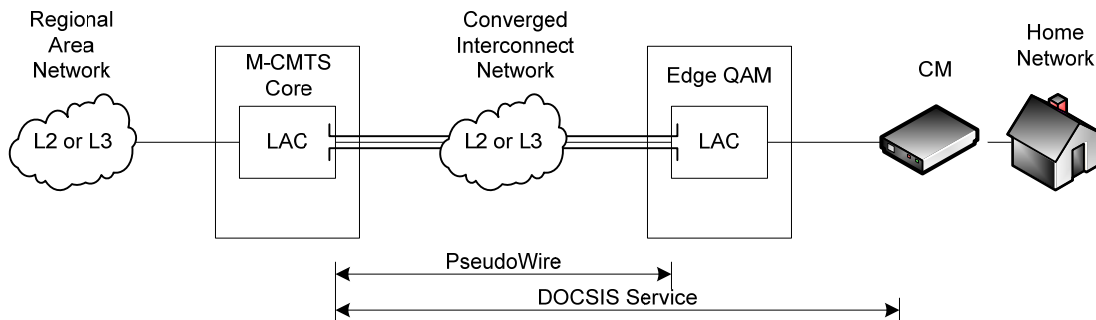 Regional
Area
Network
L2 or L3
M-CMTS
Core
LAC
Converged
Interconnect
Network
L2 or L3
Edge QAM
LAC
CM
Home
Network
PseudoWire
DOCSIS Service